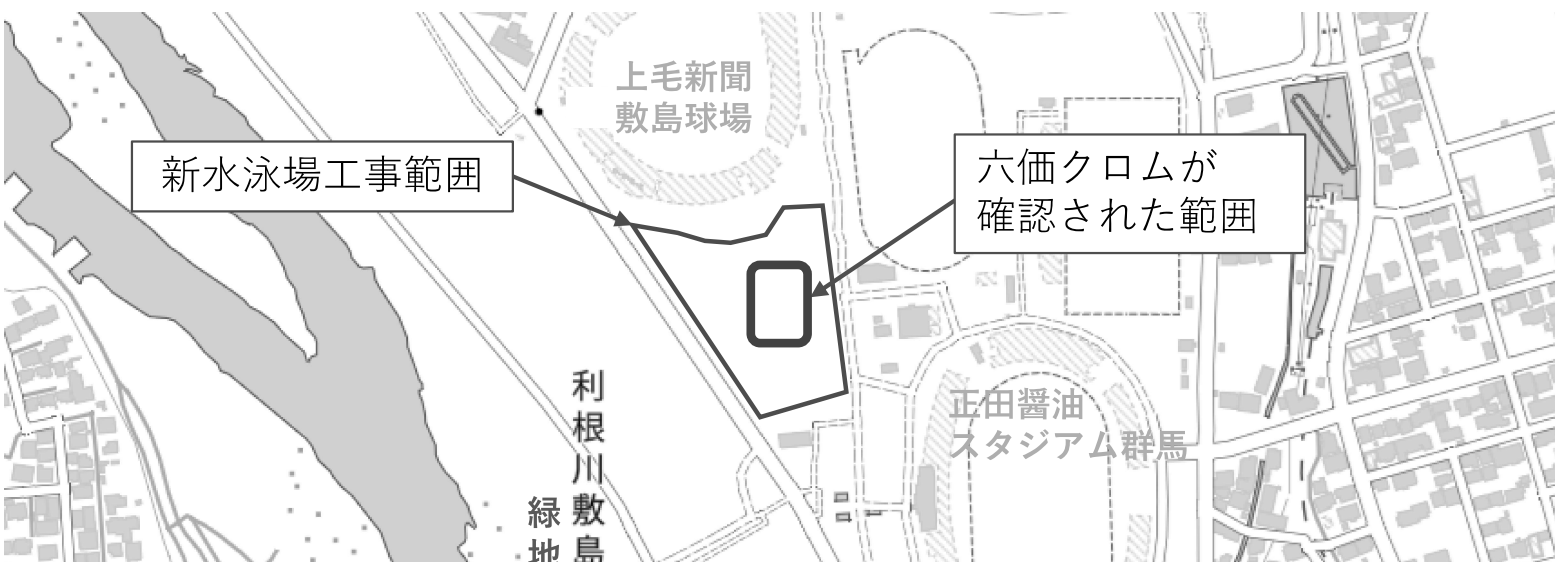 上毛新聞
敷島球場
新水泳場工事範囲
六価クロムが
確認された範囲
正田醤油
スタジアム群馬
利根川敷島
緑地